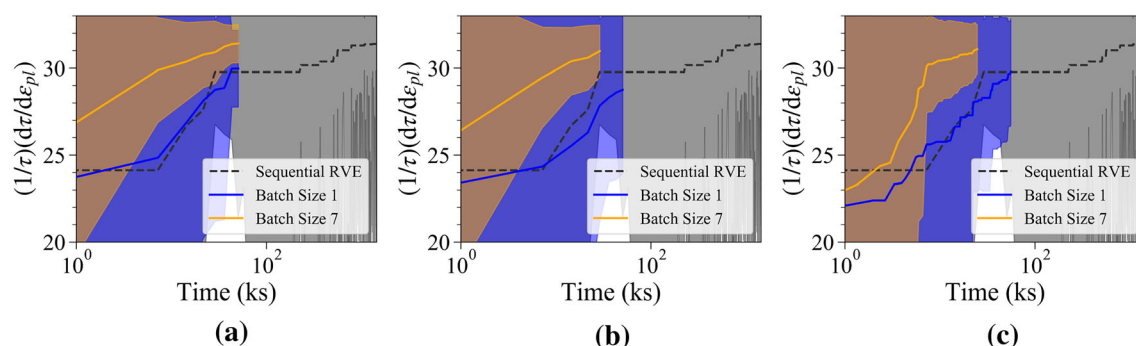 (1/τ)(dτ/dε_pl)
30
25
20
10^0
10^2
Time (ks)
Sequential RVE
Batch Size 1
Batch Size 7
(a)
(1/τ)(dτ/dε_pl)
30
25
20
10^0
10^2
Time (ks)
Sequential RVE
Batch Size 1
Batch Size 7
(b)
(1/τ)(dτ/dε_pl)
30
25
20
10^0
10^2
Time (ks)
Sequential RVE
Batch Size 1
Batch Size 7
(c)